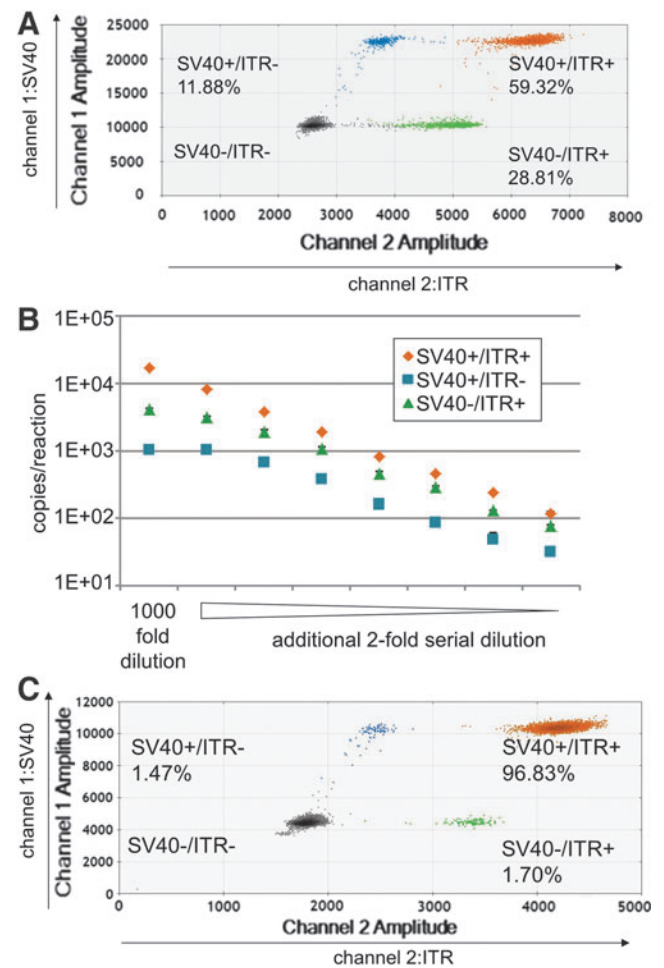 A
channel 1:SV40
Channel 1 Amplitude
25000
20000
15000
10000
5000
0
SV40+/ITR-
11.88%
SV40+/ITR+
59.32%
SV40-/ITR-
SV40-/ITR+
28.81%
0 1000 2000 3000 4000 5000 6000 7000 8000
Channel 2 Amplitude
channel 2:ITR
B
copies/reaction
1E+05
1E+04
1E+03
1E+02
1E+01
SV40+/ITR+
SV40+/ITR-
SV40-/ITR+
1000
fold
dilution
additional 2-fold serial dilution
C
channel 1:SV40
Channel 1 Amplitude
12000
10000
8000
6000
4000
2000
0
SV40+/ITR-
1.47%
SV40+/ITR+
96.83%
SV40-/ITR-
SV40-/ITR+
1.70%
0 1000 2000 3000 4000 5000
Channel 2 Amplitude
channel 2:ITR